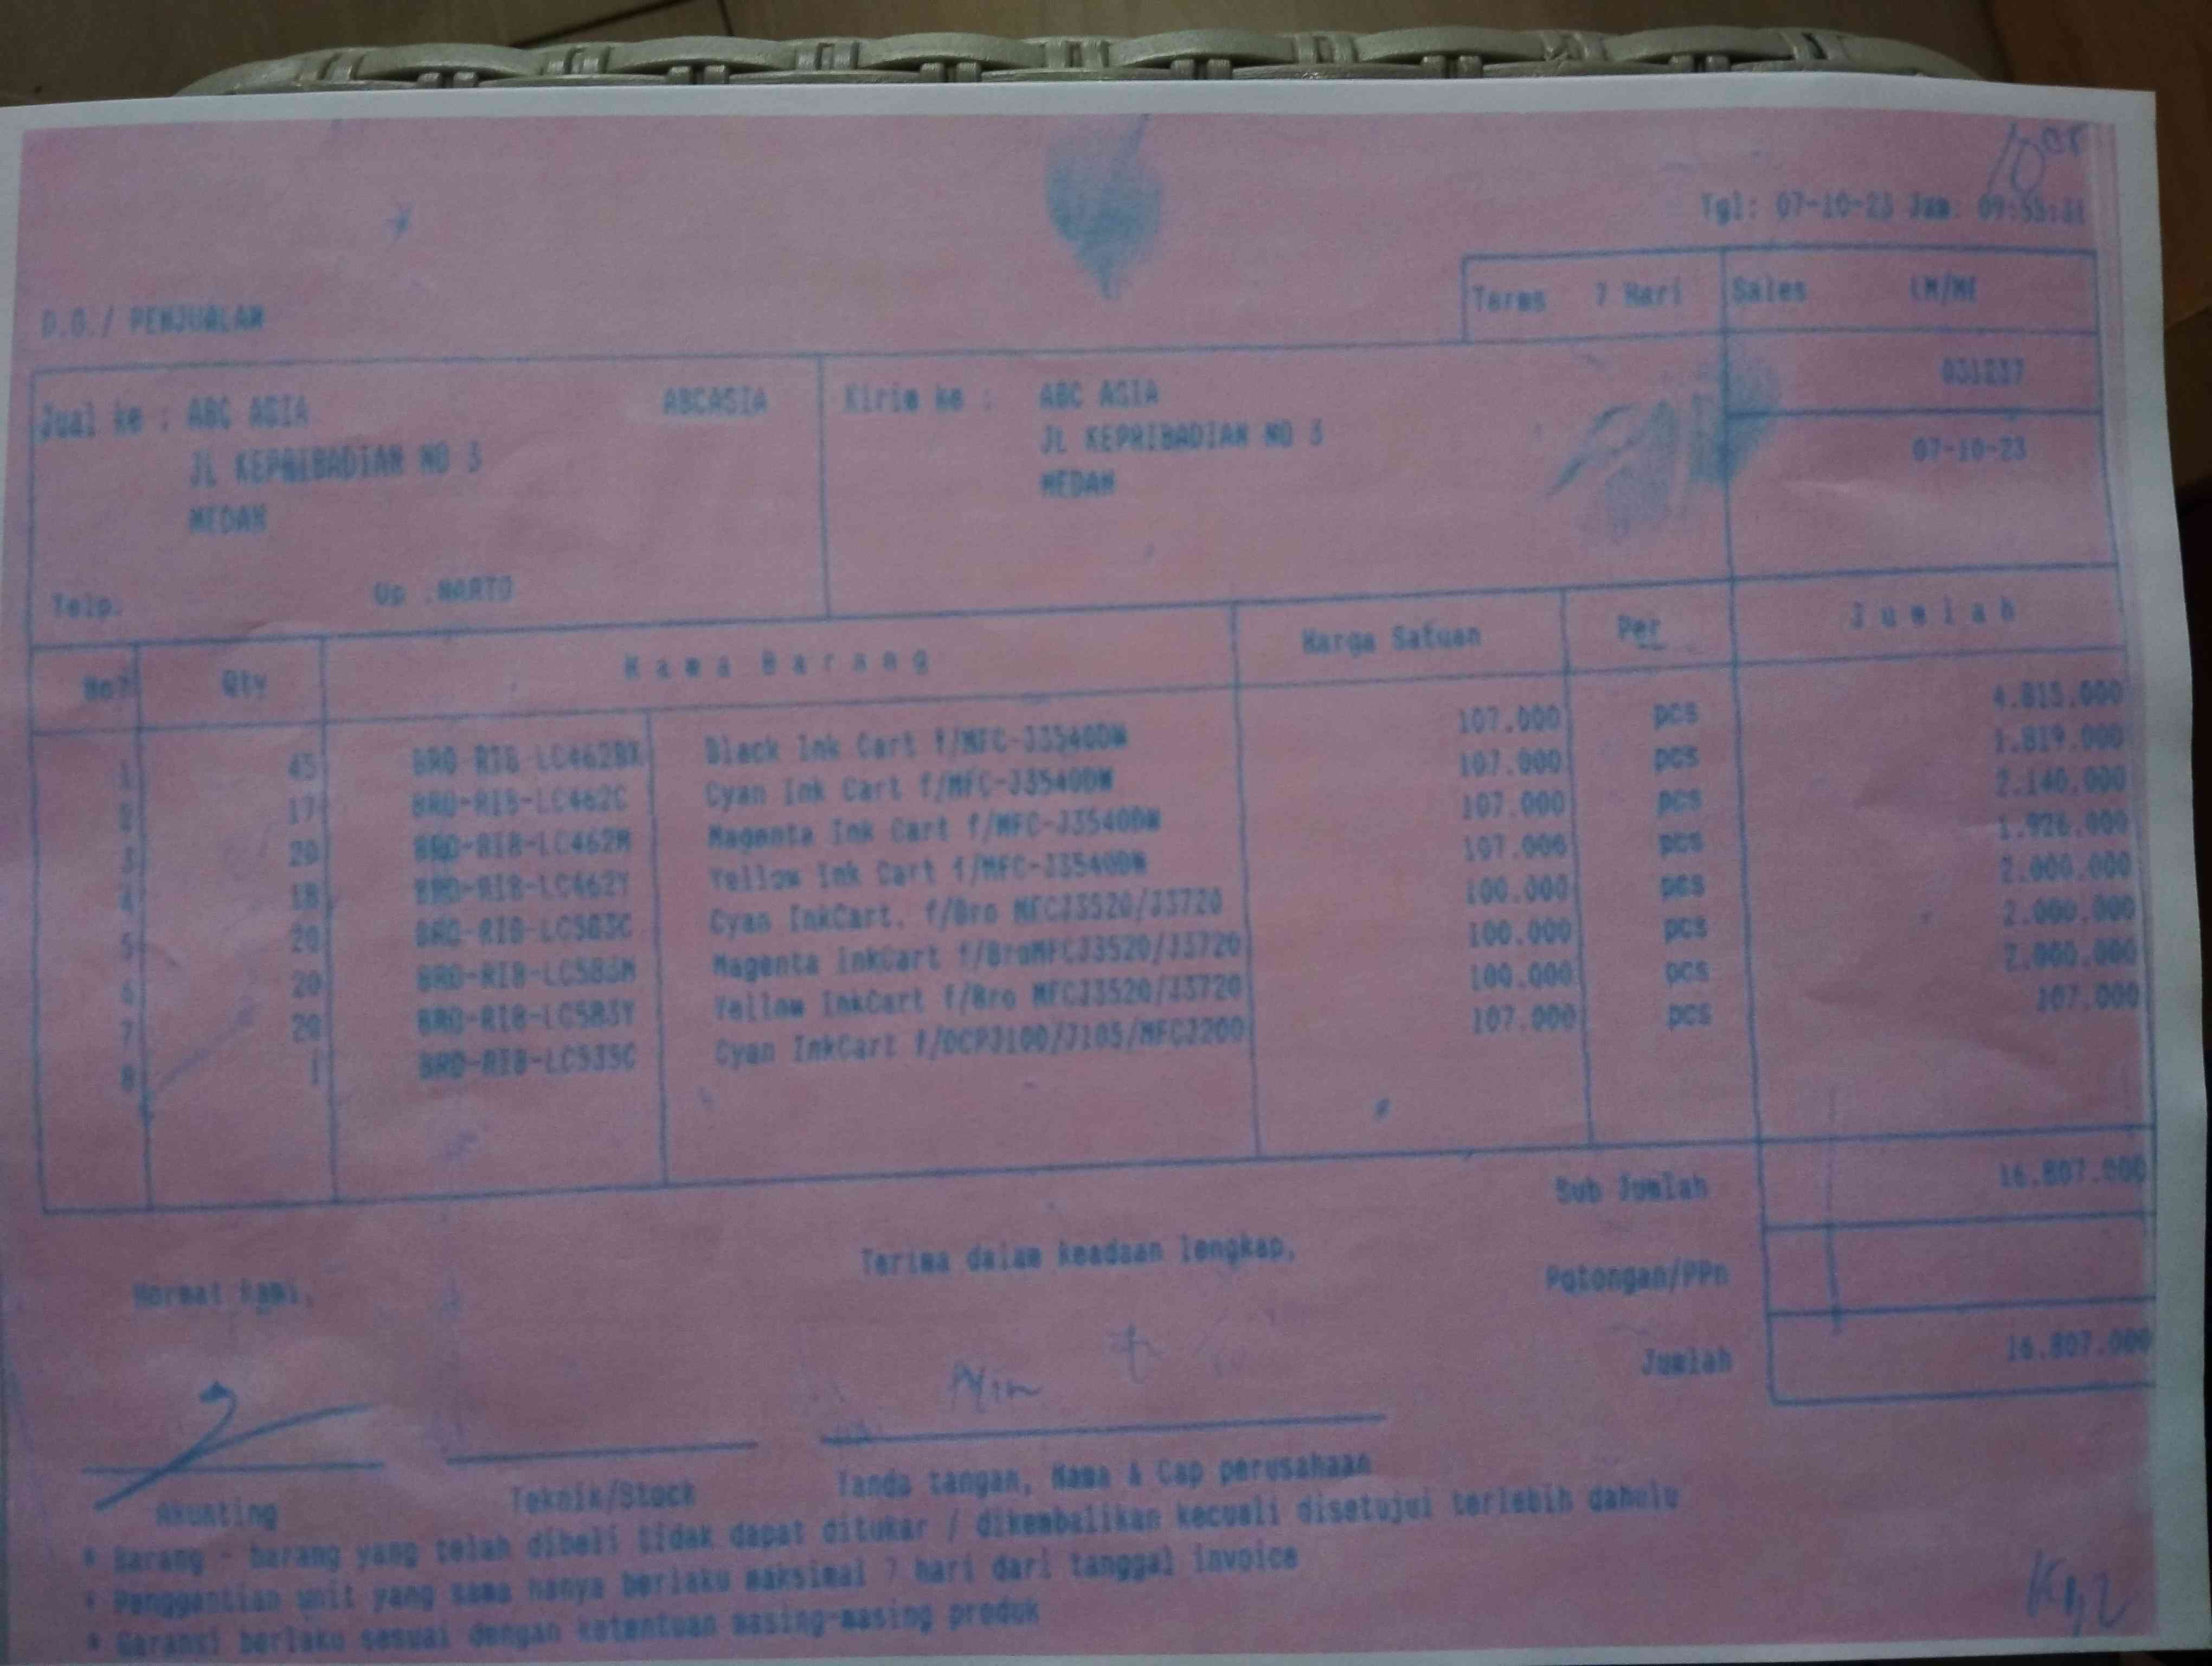 10 05
Tgl: 07-10-23 Jam: 09:55:31
D.O./ PENJUALAN
Terms 7 Hari Sales LM/MF
Jual ke : ABC ASIA ABCASIA Kirim ke : ABC ASIA 031237
JL KEPRIBADIAN NO 3 JL KEPRIBADIAN NO 3 07-10-23
MEDAN MEDAN
Telp. Up .MARTO
No? Qty Nama Barang Harga Satuan Per Jumlah
1 45 BRO-RIB-LC462BK Black Ink Cart f/MFC-J3540DW 107.000 pcs 4.815.000
2 17 BRO-RIB-LC462C Cyan Ink Cart f/MFC-J3540DW 107.000 pcs 1.819.000
3 20 BRO-RIB-LC462M Magenta Ink Cart f/MFC-J3540DW 107.000 pcs 2.140.000
4 18 BRO-RIB-LC462Y Yellow Ink Cart f/MFC-J3540DW 107.000 pcs 1.926.000
5 20 BRO-RIB-LC583C Cyan InkCart. f/Bro MFCJ3520/J3720 100.000 pcs 2.000.000
6 20 BRO-RIB-LC583M Magenta InkCart f/BroMFCJ3520/J3720 100.000 pcs 2.000.000
7 20 BRO-RIB-LC583Y Yellow InkCart f/Bro MFCJ3520/J3720 100.000 pcs 2.000.000
8 1 BRO-RIB-LC535C Cyan InkCart f/DCPJ100/J105/MFCJ200 107.000 pcs 107.000
Sub Jumlah 16.807.000
Hormat kami, Terima dalam keadaan lengkap,
Potongan/PPn
Jumlah 16.807.000
Akunting Teknik/Stock Tanda tangan, Nama & Cap perusahaan
* Barang - barang yang telah dibeli tidak dapat ditukar / dikembalikan kecuali disetujui terlebih dahulu
* Penggantian unit yang sama hanya berlaku maksimal 7 hari dari tanggal invoice
* Garansi berlaku sesuai dengan ketentuan masing-masing produk